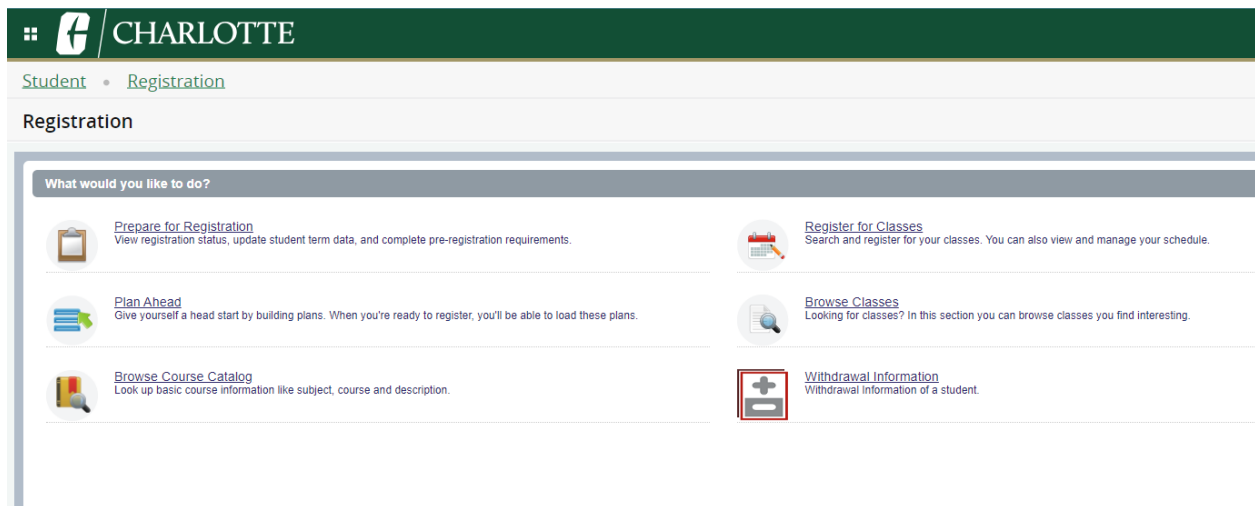 CHARLOTTE
Student • Registration
Registration
What would you like to do?
Prepare for Registration
View registration status, update student term data, and complete pre-registration requirements.
Register for Classes
Search and register for your classes. You can also view and manage your schedule.
Plan Ahead
Give yourself a head start by building plans. When you're ready to register, you'll be able to load these plans.
Browse Classes
Looking for classes? In this section you can browse classes you find interesting.
Browse Course Catalog
Look up basic course information like subject, course and description.
Withdrawal Information
Withdrawal Information of a student.